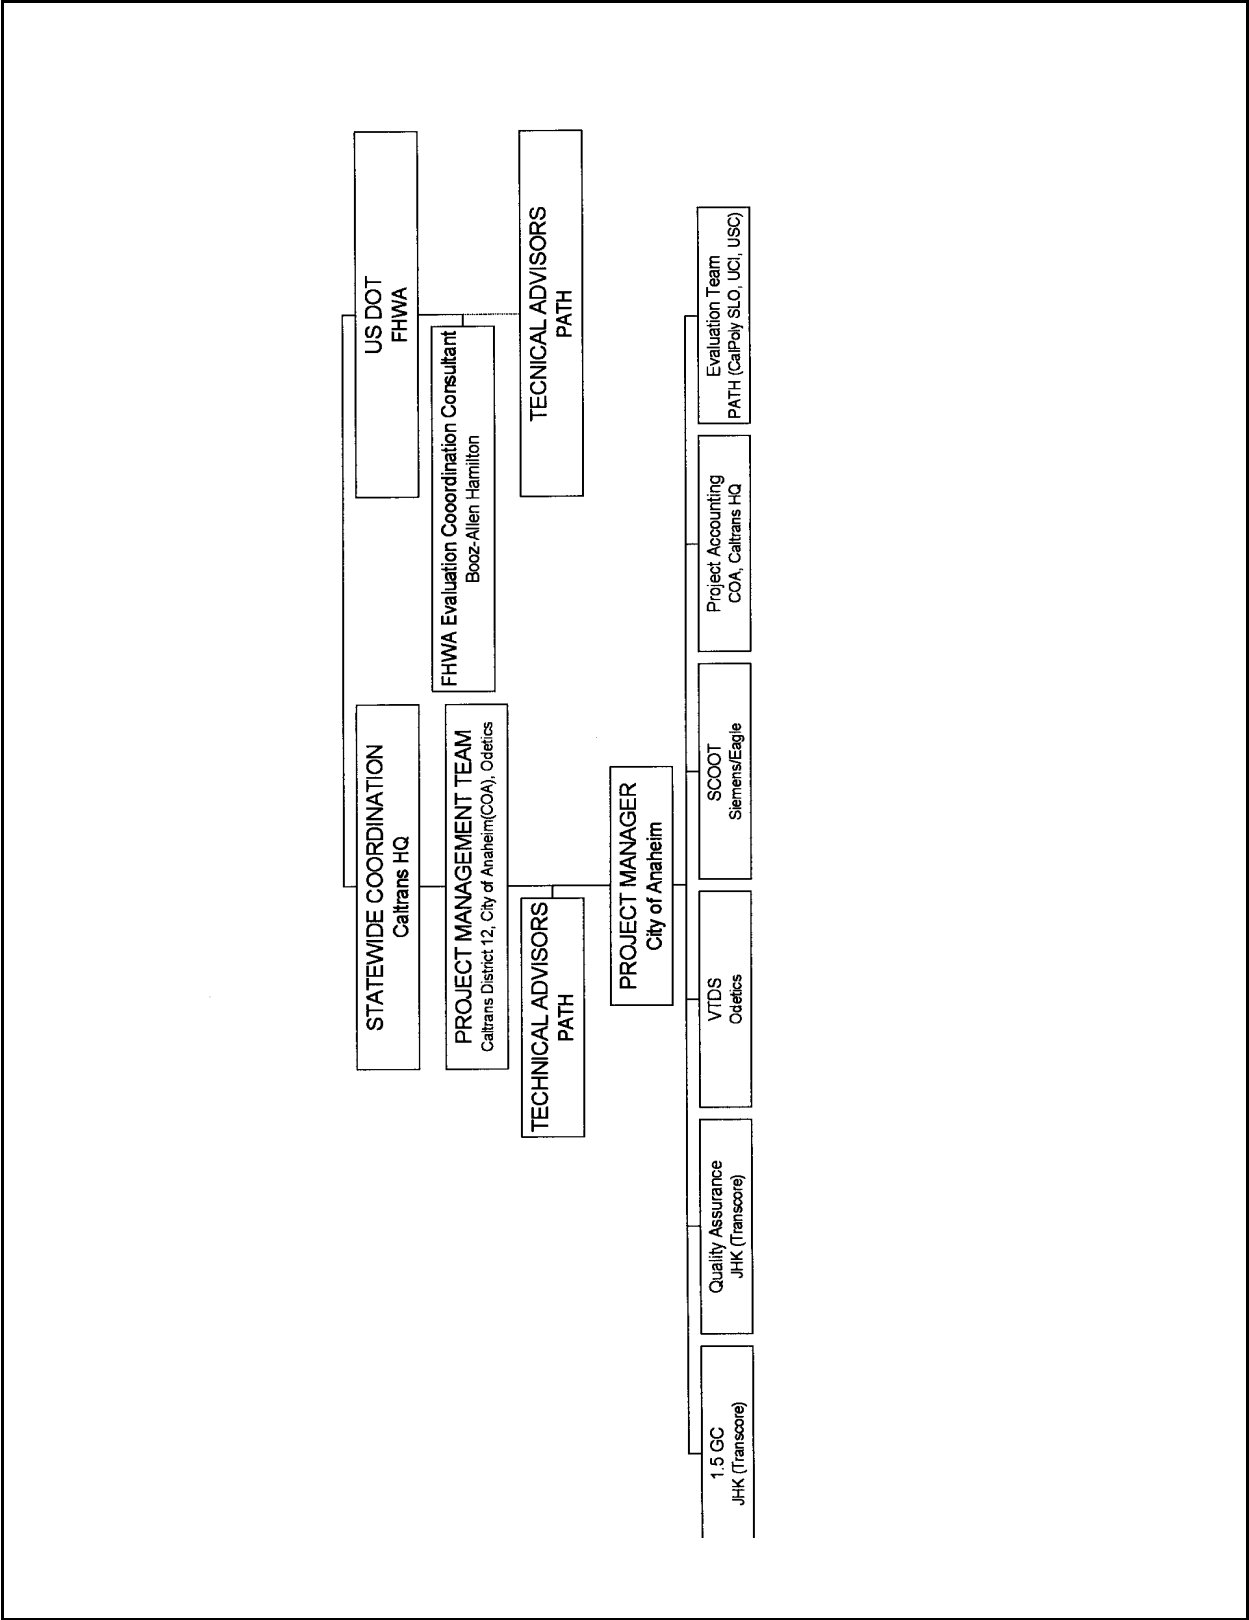 STATEWIDE COORDINATION
Caltrans HQ
US DOT
FHWA
PROJECT MANAGEMENT TEAM
Caltrans District 12, City of Anaheim(COA), Odetics
FHWA Evaluation Cooordination Consultant
Booz-Allen Hamilton
TECHNICAL ADVISORS
PATH
TECNICAL ADVISORS
PATH
PROJECT MANAGER
City of Anaheim
1.5 GC
JHK (Transcore)
Quality Assurance
JHK (Transcore)
VTDS
Odetics
SCOOT
Siemens/Eagle
Project Accounting
COA, Caltrans HQ
Evaluation Team
PATH (CalPoly SLO, UCI, USC)